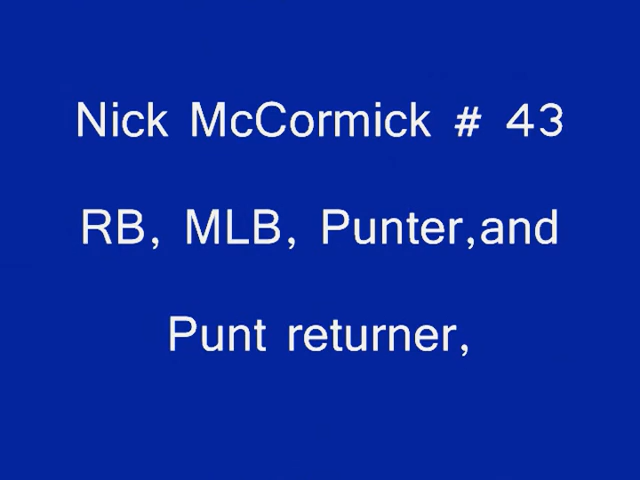 Nick McCormick # 43
RB, MLB, Punter,and
Punt returner,